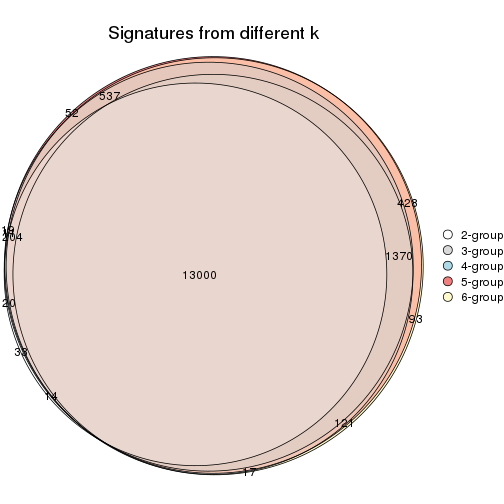 Signatures from different k
537
52
428
204
1370
13000
20
93
33
14
121
17
2-group
3-group
4-group
5-group
6-group